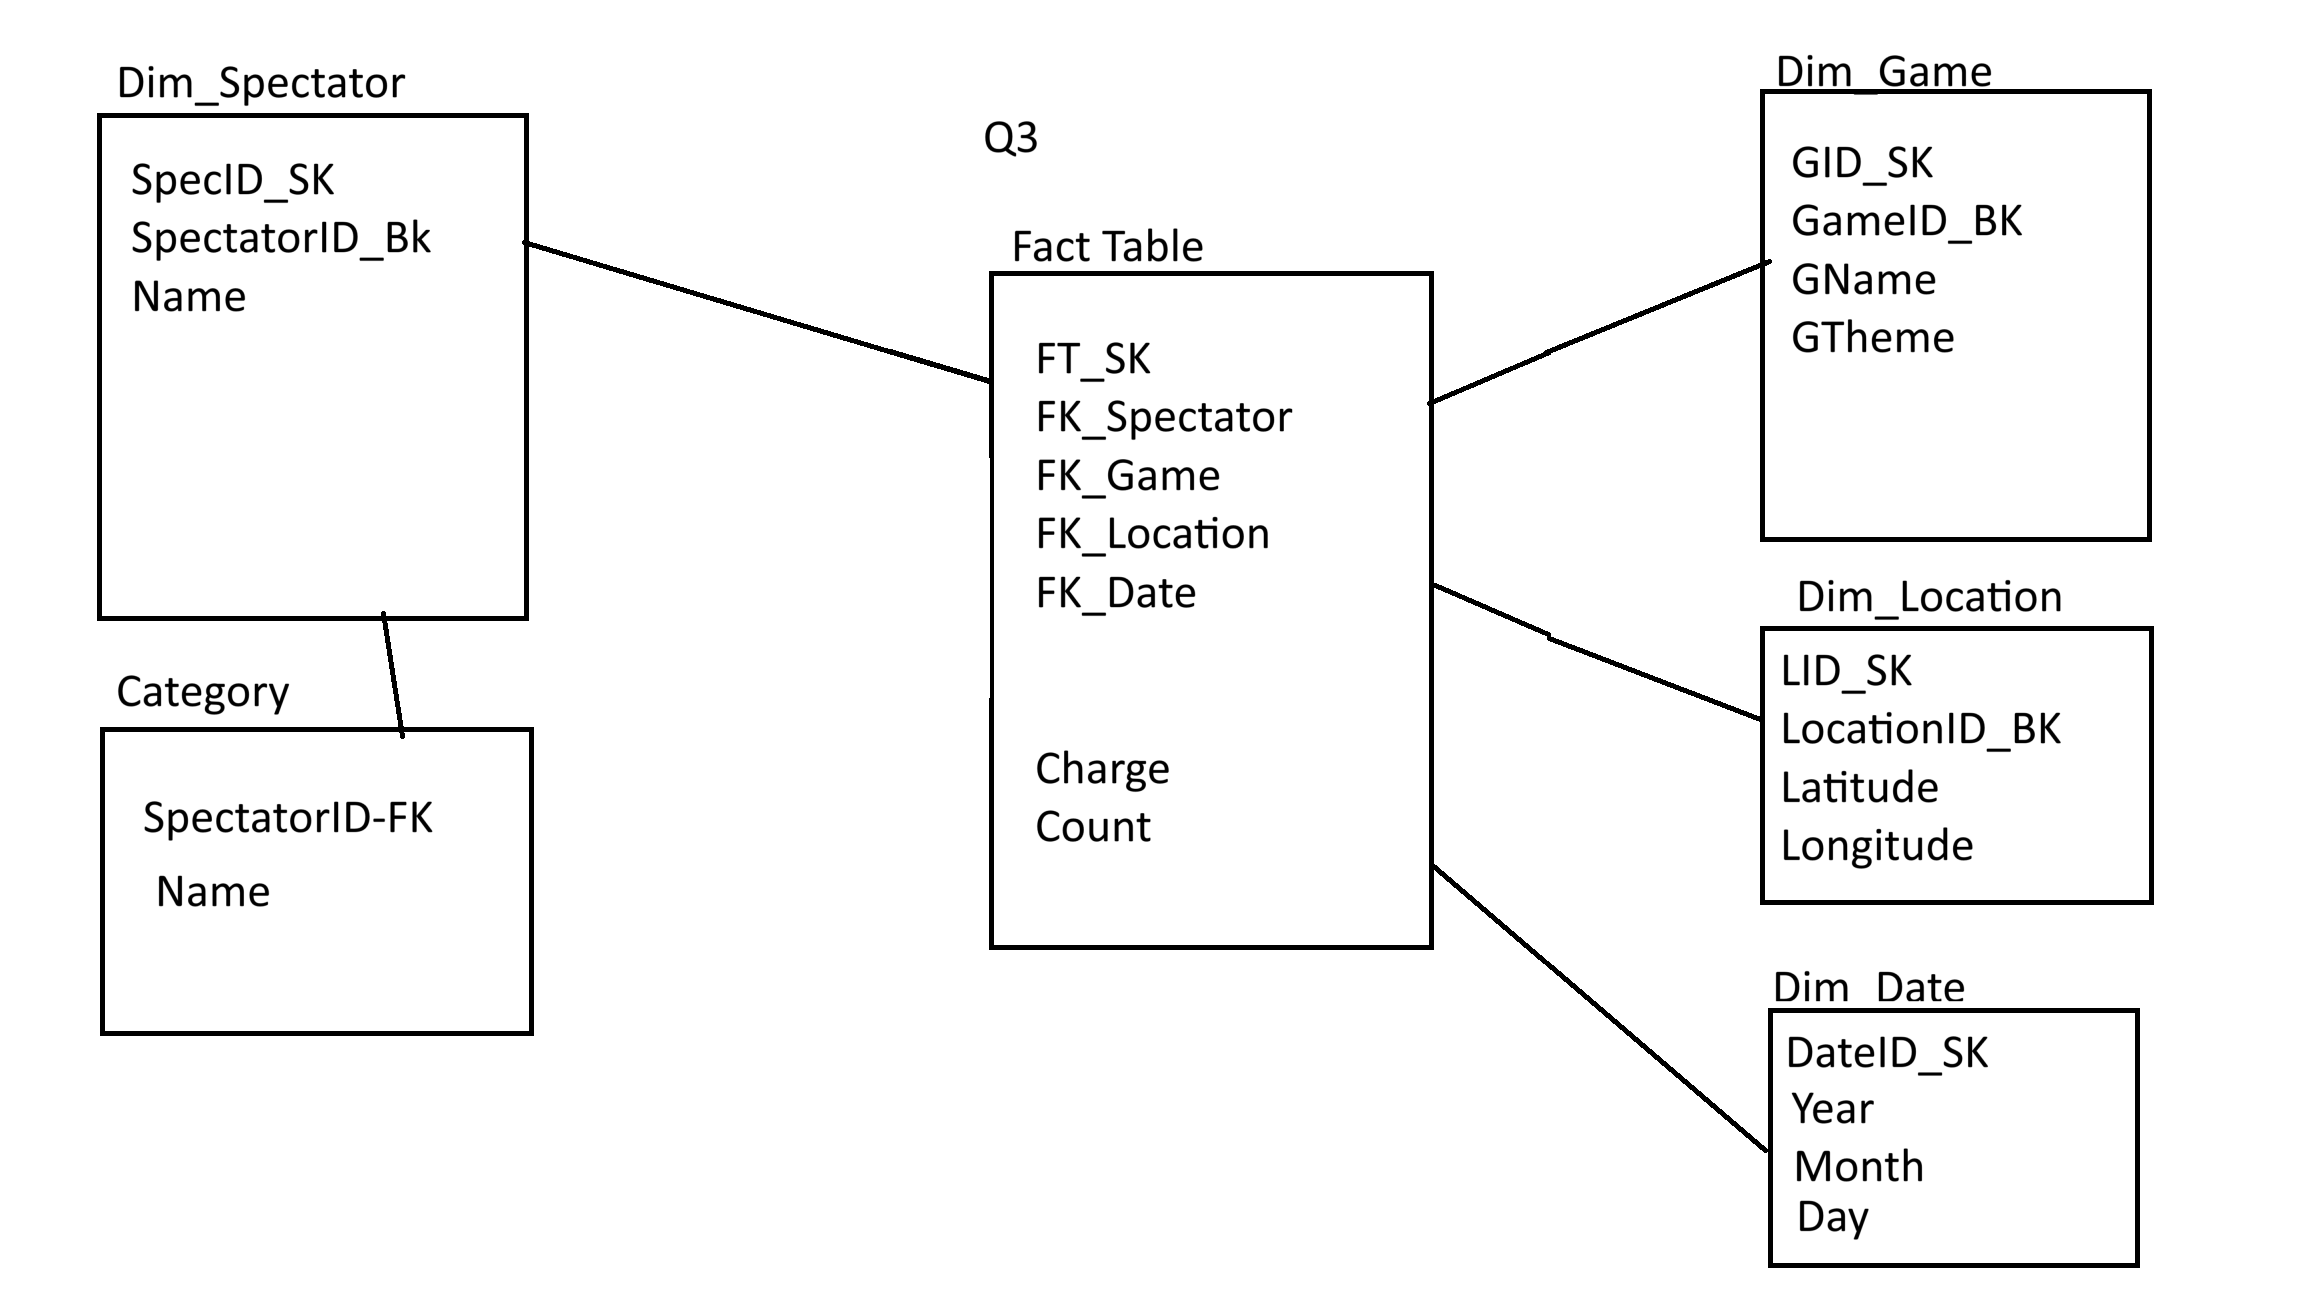 Dim_Spectator
SpecID_SK
SpectatorID_Bk
Name
Category
SpectatorID-FK
Name
Q3
Fact Table
FT_SK
FK_Spectator
FK_Game
FK_Location
FK_Date
Charge
Count
Dim_Game
GID_SK
GameID_BK
GName
GTheme
Dim_Location
LID_SK
LocationID_BK
Latitude
Longitude
Dim_Date
DateID_SK
Year
Month
Day